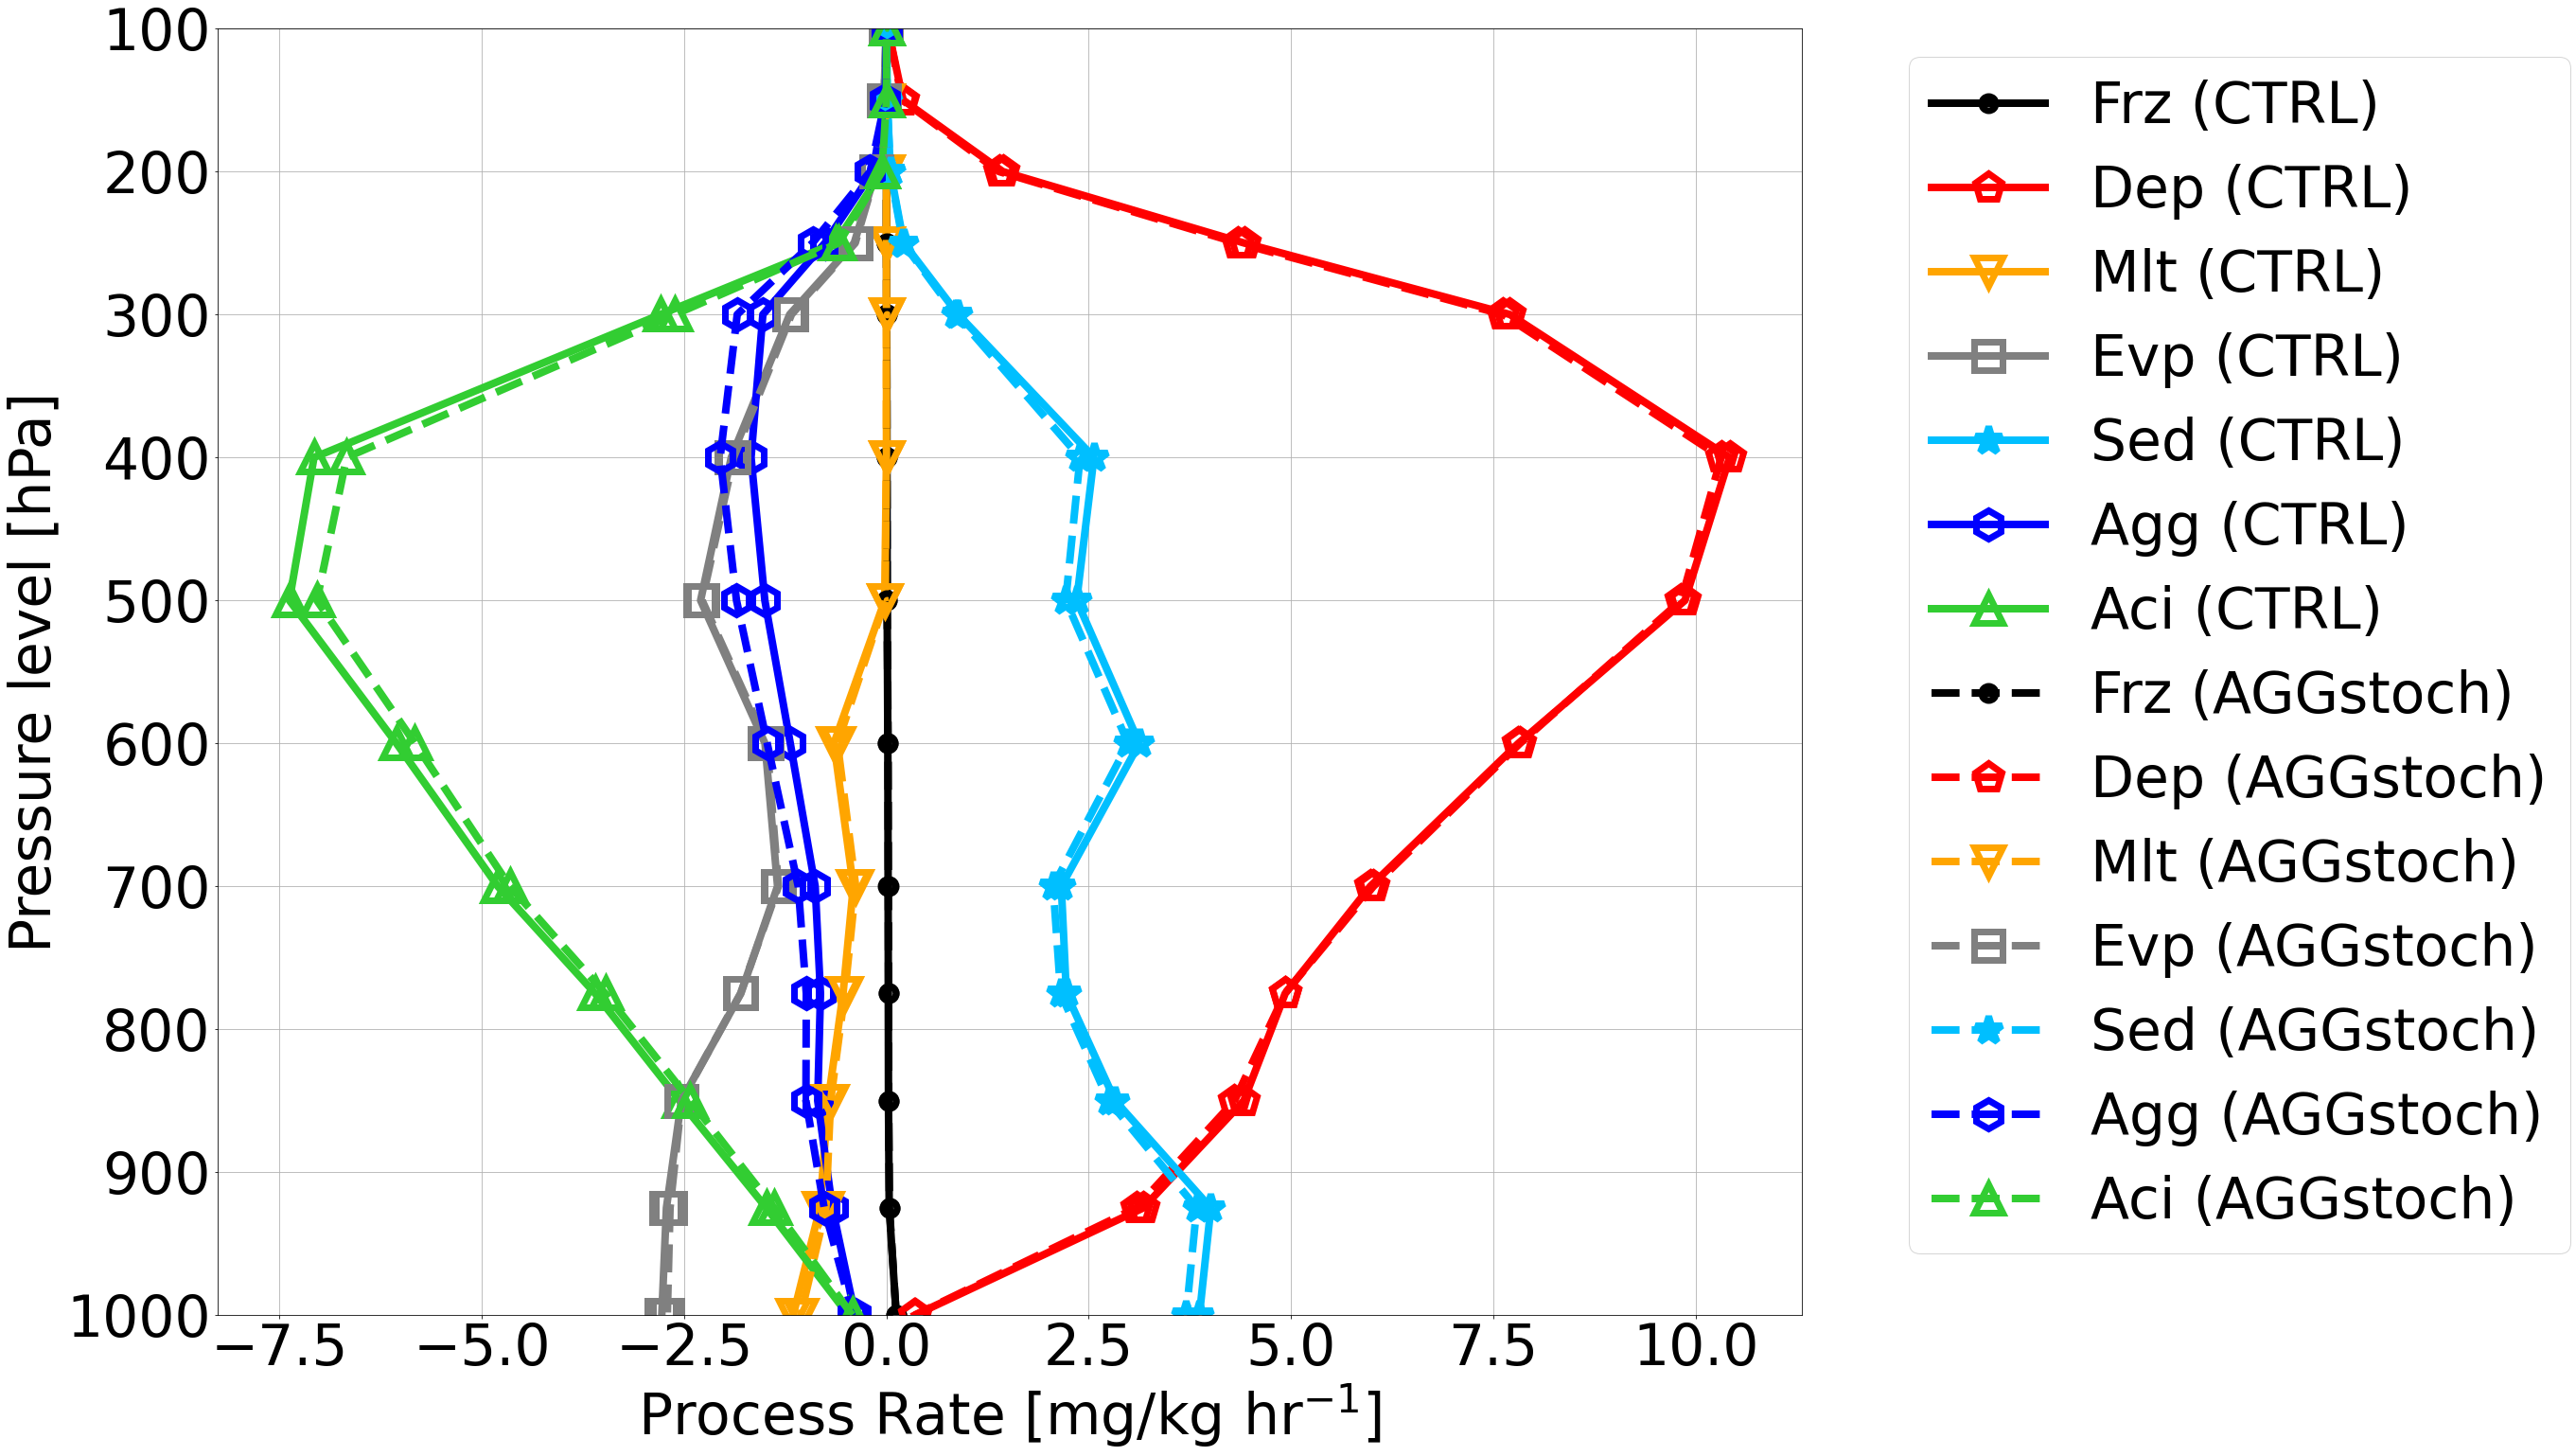 100
200
300
400
500
600
700
800
900
1000
Pressure level [hPa]
−7.5 −5.0 −2.5 0.0 2.5 5.0 7.5 10.0
Process Rate [mg/kg hr⁻¹]
Frz (CTRL)
Dep (CTRL)
Mlt (CTRL)
Evp (CTRL)
Sed (CTRL)
Agg (CTRL)
Aci (CTRL)
Frz (AGGstoch)
Dep (AGGstoch)
Mlt (AGGstoch)
Evp (AGGstoch)
Sed (AGGstoch)
Agg (AGGstoch)
Aci (AGGstoch)